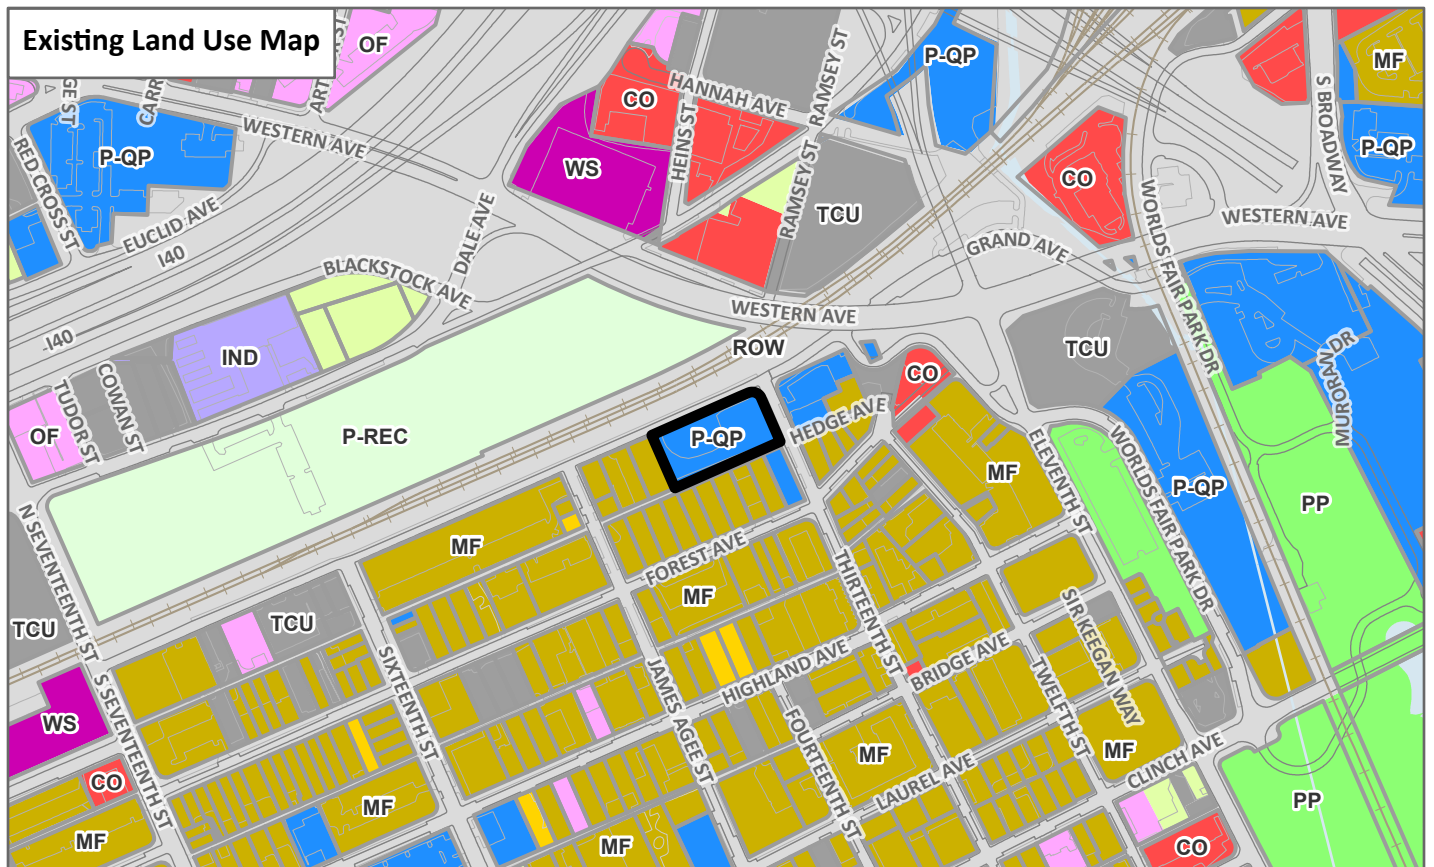 Existing Land Use Map
OF
P-QP
MF
CO
HANNAH AVE
RAMSEY ST
S BROADWAY
WESTERN AVE
P-QP
RED CROSS ST
WS
HEINS ST
P-QP
CO
RAMSEY ST
TCU
WORLDS FAIR PARK DR
WESTERN AVE
EUCLID AVE
I40
DALE AVE
GRAND AVE
BLACKSTOCK AVE
WESTERN AVE
I40
IND
ROW
TCU
MURORAN DR
COWAN ST
TUDOR ST
OF
P-REC
CO
P-QP
HEDGE AVE
ELEVENTH ST
WORLDS FAIR PARK DR
MF
P-QP
PP
N SEVENTEENTH ST
MF
FOREST AVE
THIRTEENTH ST
MF
SIR KEEGAN WAY
TCU
TCU
SIXTEENTH ST
HIGHLAND AVE
BRIDGE AVE
TWELFTH ST
JAMES AGEE ST
S SEVENTEENTH ST
WS
FOURTEENTH ST
MF
MF
CLINCH AVE
LAUREL AVE
CO
MF
PP
MF
MF
CO